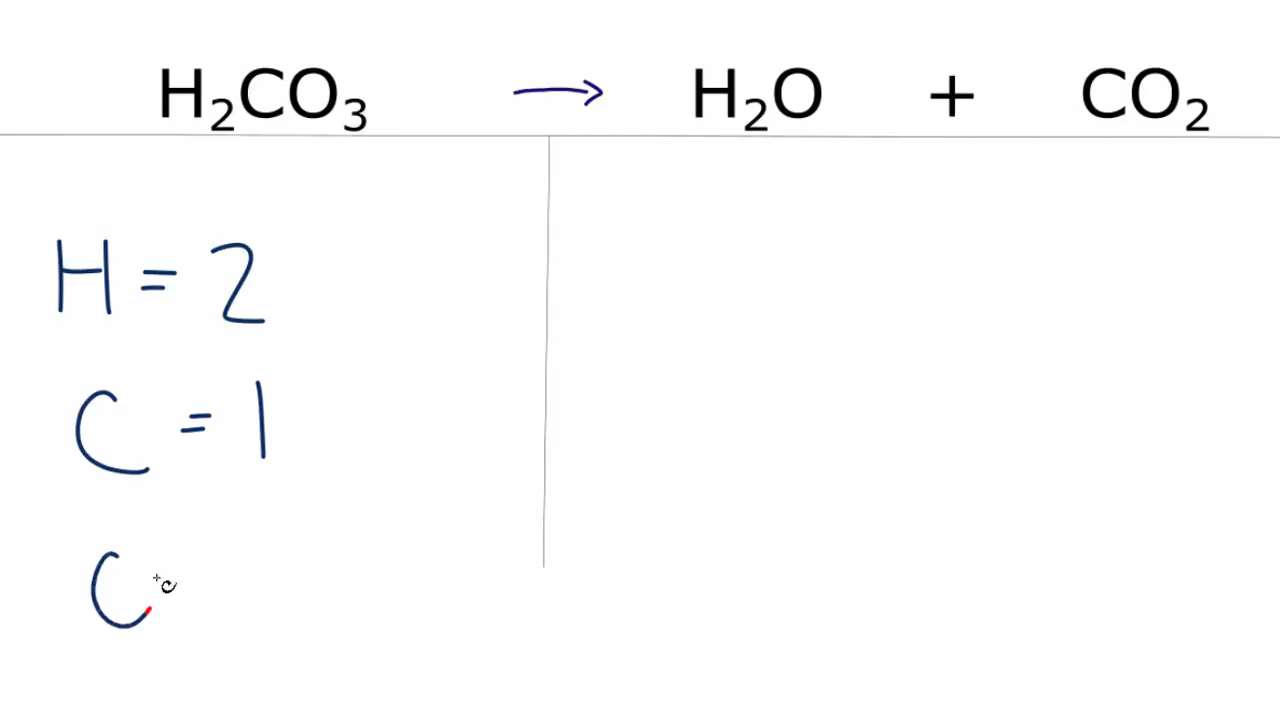 H₂CO₃ → H₂O + CO₂
H = 2
C = 1